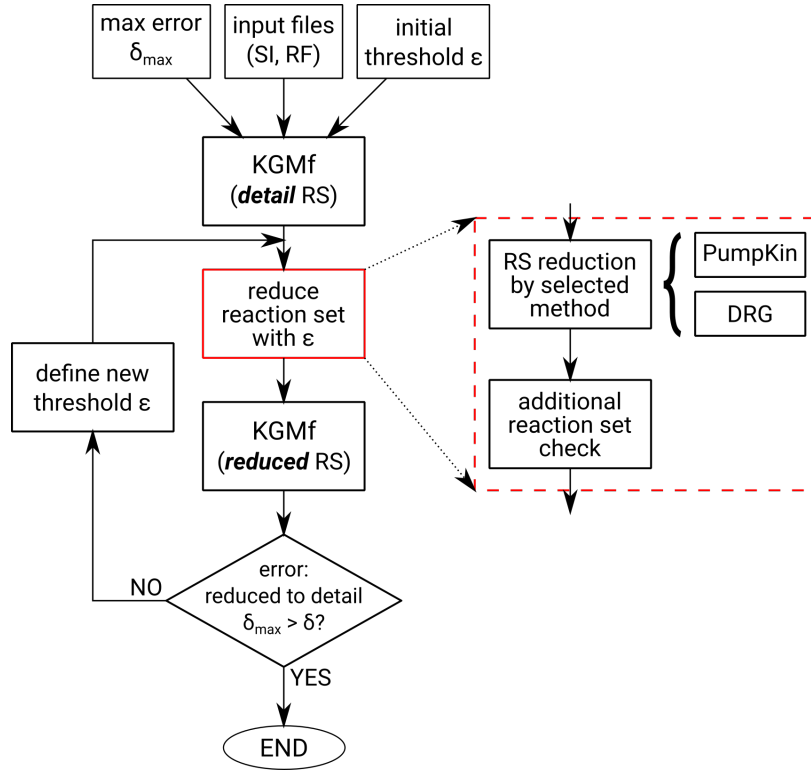 max error
δmax
input files
(SI, RF)
initial
threshold ε
KGMf
(detail RS)
reduce
reaction set
with ε
define new
threshold ε
KGMf
(reduced RS)
error:
reduced to detail
δmax > δ?
NO
YES
END
RS reduction
by selected
method
PumpKin
DRG
additional
reaction set
check